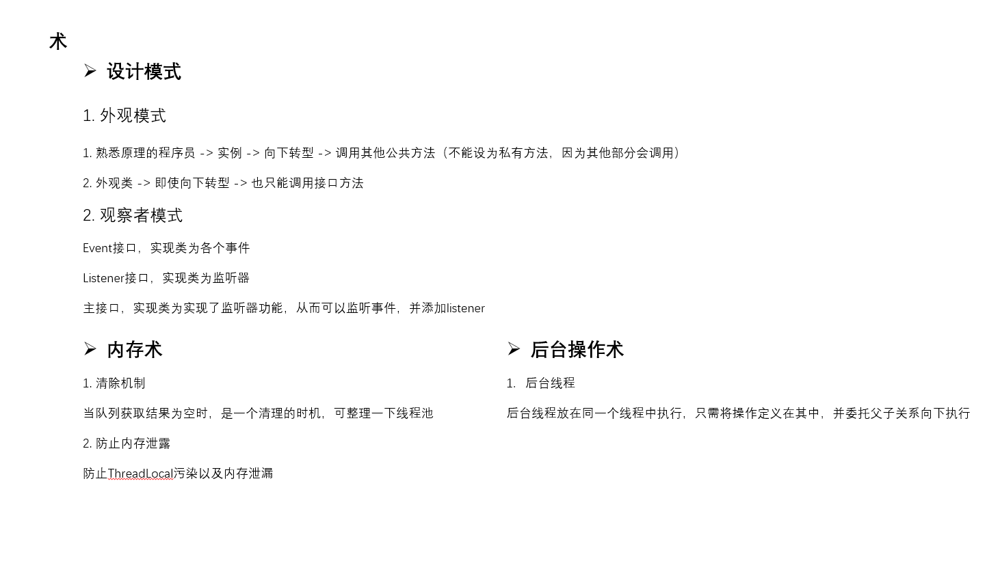 术
➢ 设计模式
1. 外观模式
1. 熟悉原理的程序员 -> 实例 -> 向下转型 -> 调用其他公共方法（不能设为私有方法，因为其他部分会调用）
2. 外观类 -> 即使向下转型 -> 也只能调用接口方法
2. 观察者模式
Event接口，实现类为各个事件
Listener接口，实现类为监听器
主接口，实现类为实现了监听器功能，从而可以监听事件，并添加listener
➢ 内存术
1. 清除机制
当队列获取结果为空时，是一个清理的时机，可整理一下线程池
2. 防止内存泄露
防止ThreadLocal污染以及内存泄漏
➢ 后台操作术
1. 后台线程
后台线程放在同一个线程中执行，只需将操作定义在其中，并委托父子关系向下执行